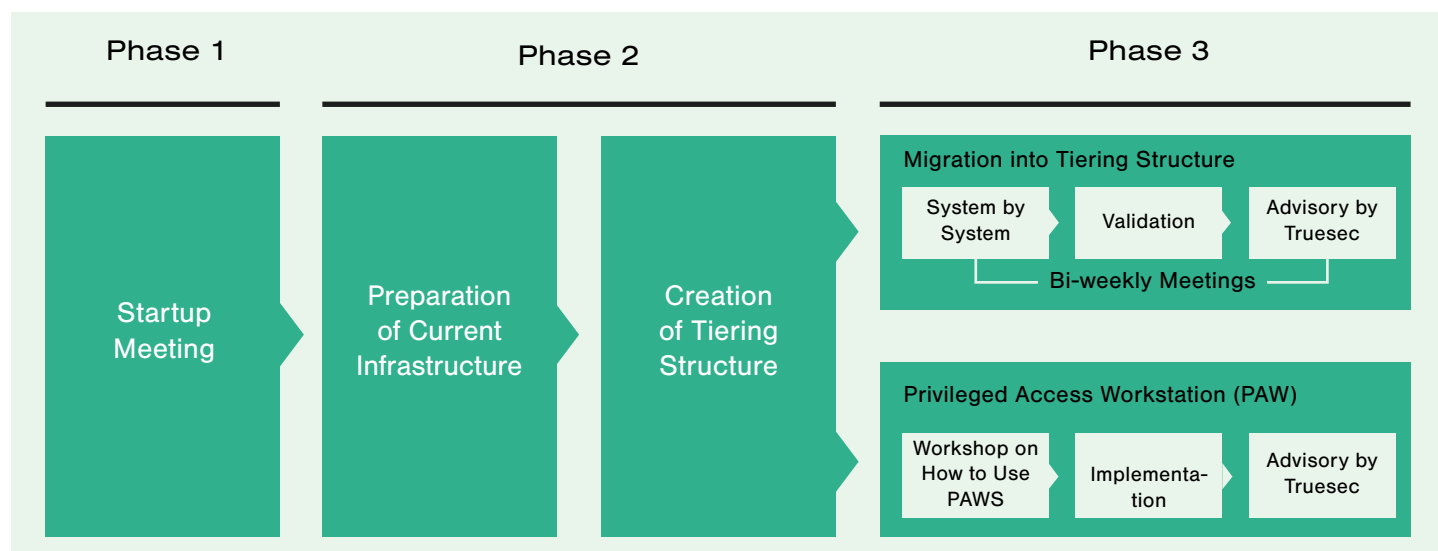 Phase 1
Phase 2
Phase 3
Startup
Meeting
Preparation
of Current
Infrastructure
Creation
of Tiering
Structure
Migration into Tiering Structure
System by
System
Validation
Advisory by
Truesec
Bi-weekly Meetings
Privileged Access Workstation (PAW)
Workshop on
How to Use
PAWS
Implementa-
tion
Advisory by
Truesec